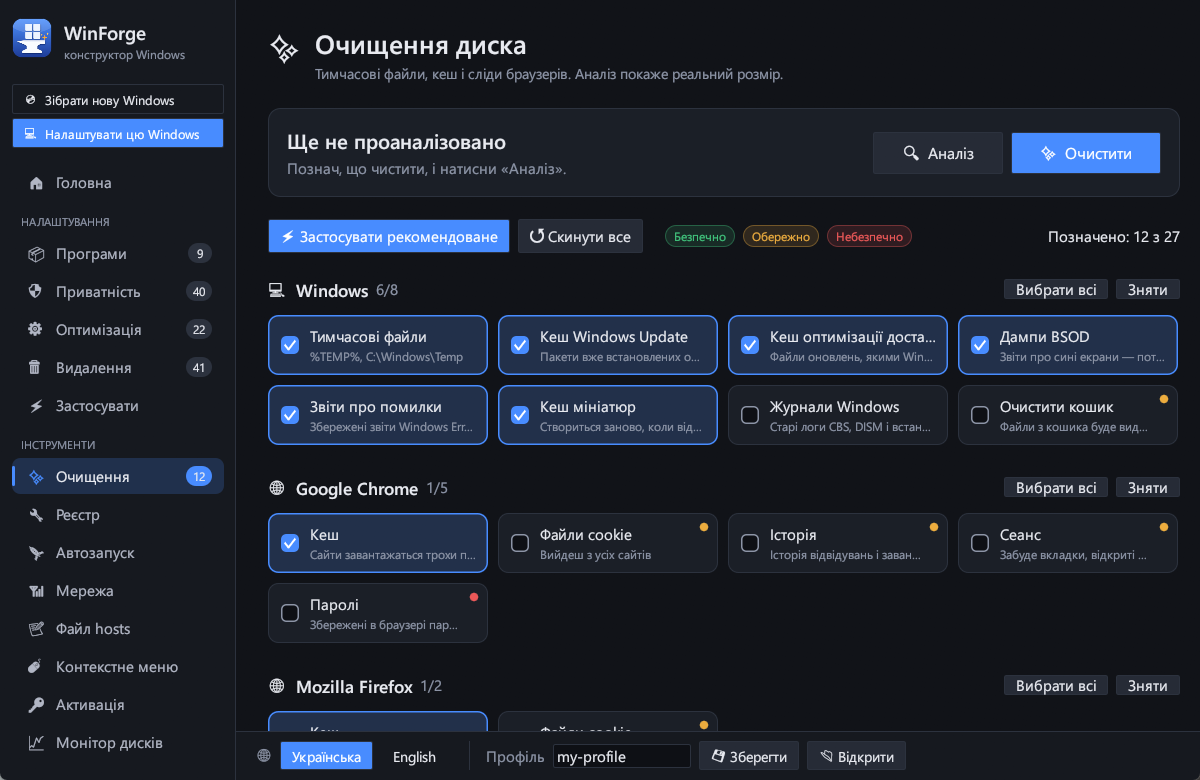 WinForge
конструктор Windows
Зібрати нову Windows
Налаштувати цю Windows
Головна
НАЛАШТУВАННЯ
Програми 9
Приватність 40
Оптимізація 22
Видалення 41
Застосувати
ІНСТРУМЕНТИ
Очищення 12
Реєстр
Автозапуск
Мережа
Файл hosts
Контекстне меню
Активація
Монітор дисків
Очищення диска
Тимчасові файли, кеш і сліди браузерів. Аналіз покаже реальний розмір.
Ще не проаналізовано
Познач, що чистити, і натисни «Аналіз».
Аналіз
Очистити
Застосувати рекомендоване
Скинути все
Безпечно
Обережно
Небезпечно
Позначено: 12 з 27
Windows 6/8
Вибрати всі
Зняти
Тимчасові файли
%TEMP%, C:\Windows\Temp
Кеш Windows Update
Пакети вже встановлених о...
Кеш оптимізації доста...
Файли оновлень, якими Win...
Дампи BSOD
Звіти про сині екрани — пот...
Звіти про помилки
Збережені звіти Windows Err...
Кеш мініатюр
Створиться заново, коли від...
Журнали Windows
Старі логи CBS, DISM і встан...
Очистити кошик
Файли з кошика буде вид...
Google Chrome 1/5
Вибрати всі
Зняти
Кеш
Сайти завантажаться трохи п...
Файли cookie
Вийдеш з усіх сайтів
Історія
Історія відвідувань і заван...
Сеанс
Забуде вкладки, відкриті ...
Паролі
Збережені в браузері пар...
Mozilla Firefox 1/2
Вибрати всі
Зняти
Кеш
Файли cookie
Українська
English
Профіль
my-profile
Зберегти
Відкрити